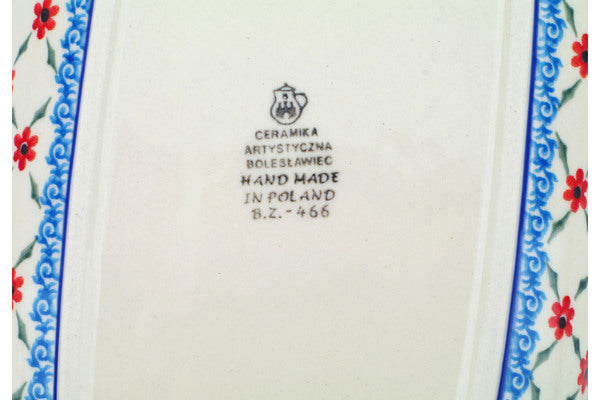 CERAMIKA
ARTYSTYCZNA
BOLESŁAWIEC
HAND MADE
IN POLAND
B.Z.-466